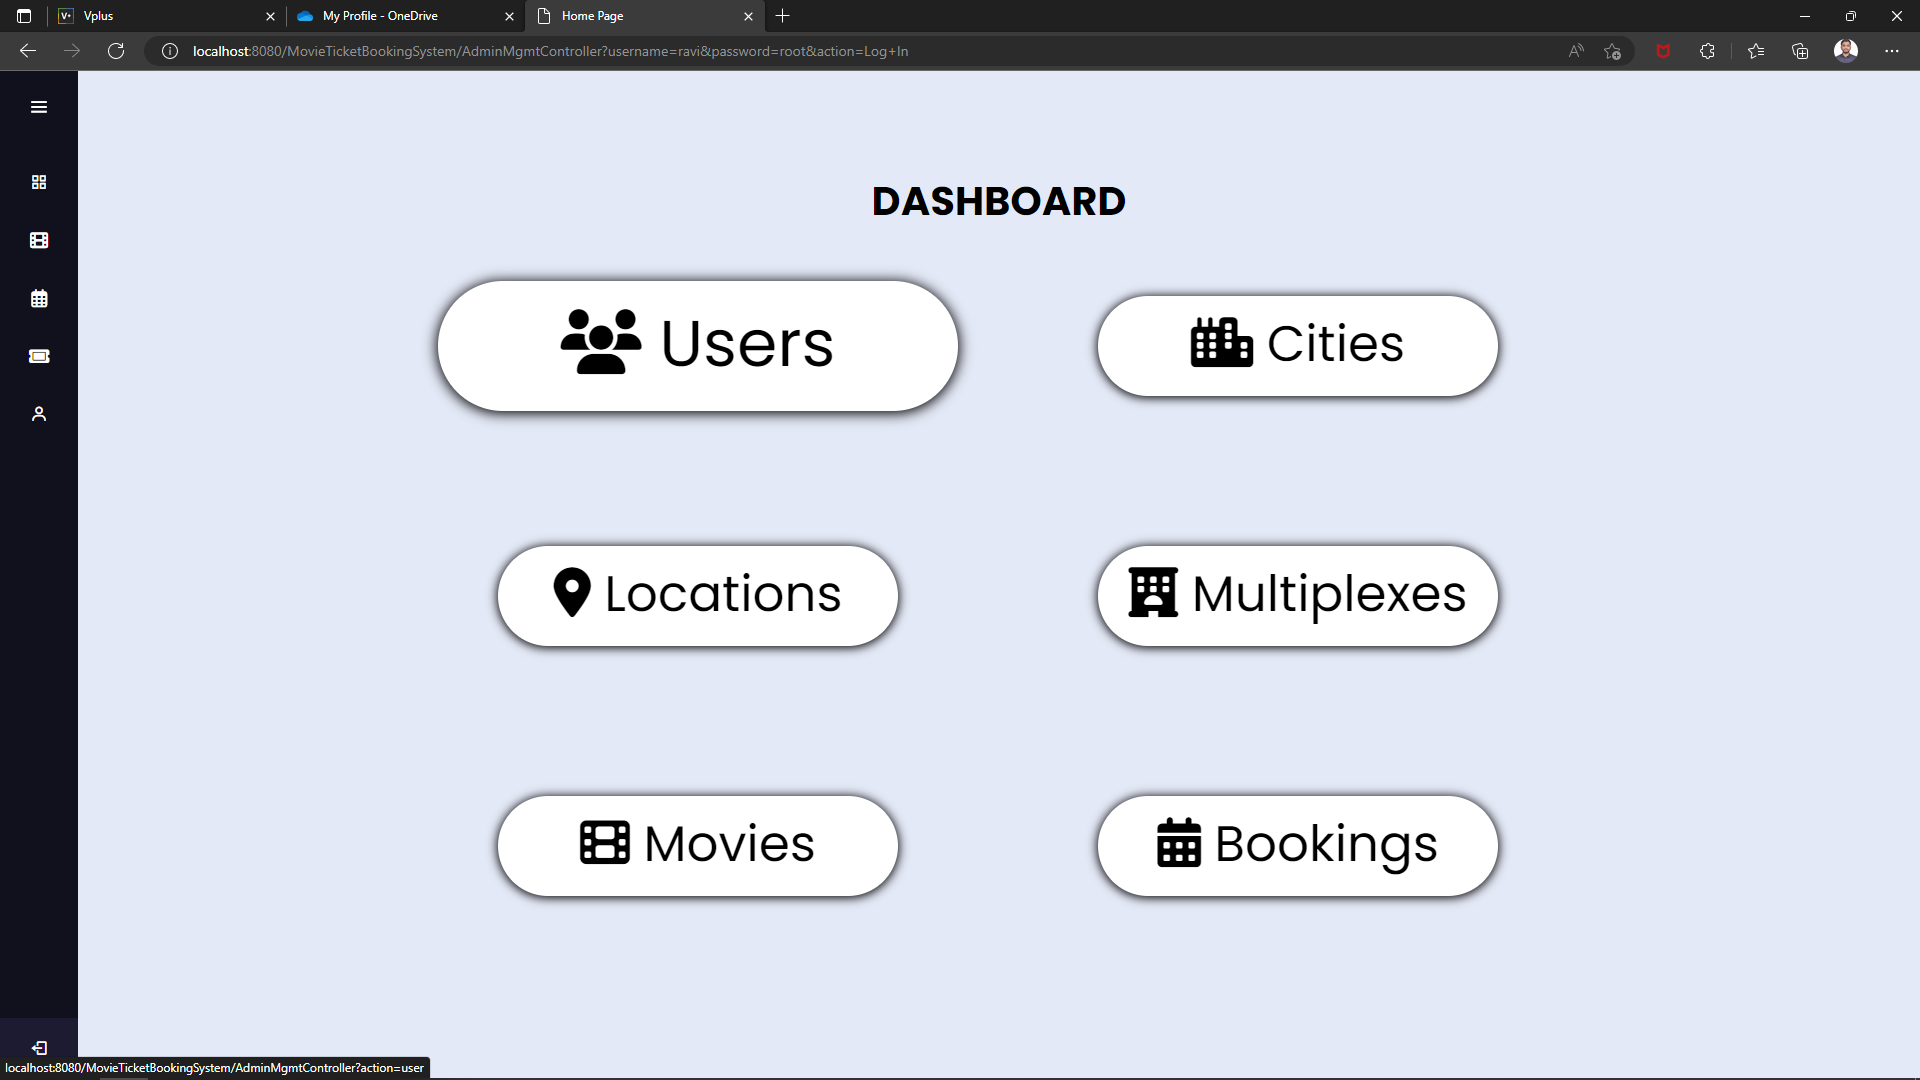 Vplus
My Profile - OneDrive
Home Page
localhost:8080/MovieTicketBookingSystem/AdminMgmtController?username=ravi&password=root&action=Log+In
DASHBOARD
Users
Cities
Locations
Multiplexes
Movies
Bookings
localhost:8080/MovieTicketBookingSystem/AdminMgmtController?action=user